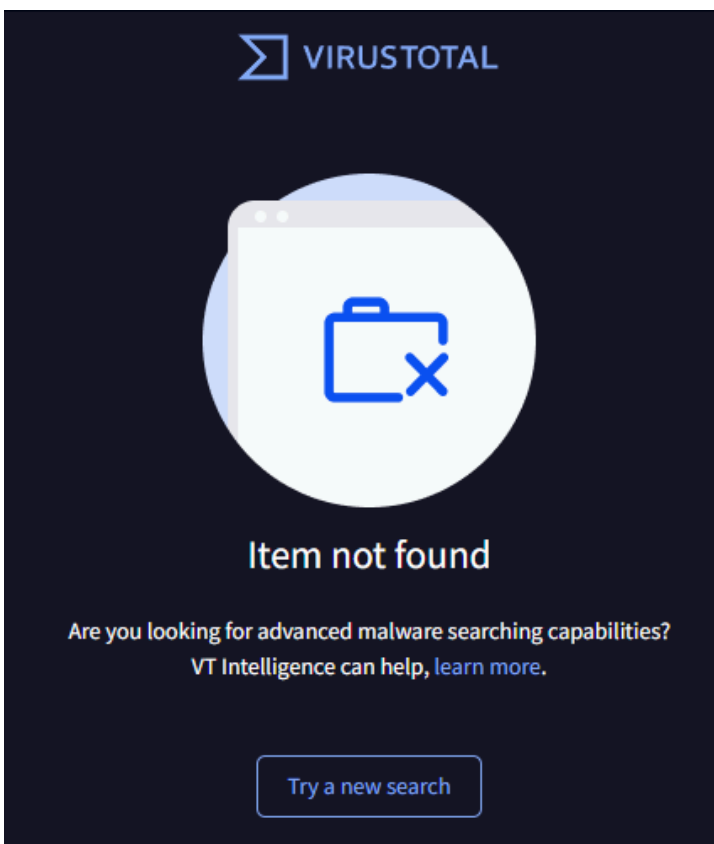 VIRUSTOTAL
Item not found
Are you looking for advanced malware searching capabilities?
VT Intelligence can help, learn more.
Try a new search